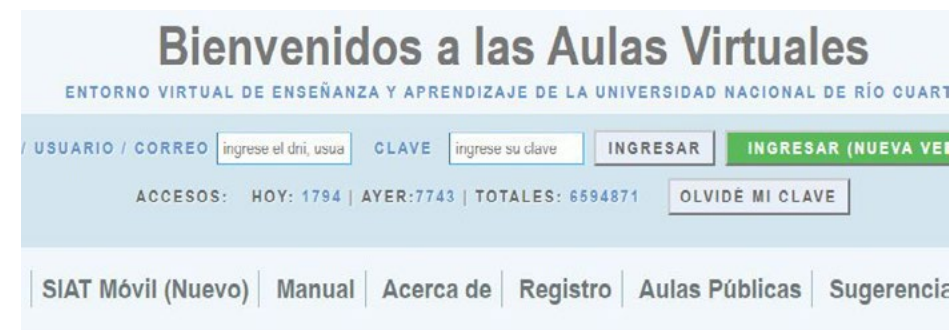 Bienvenidos a las Aulas Virtuales
ENTORNO VIRTUAL DE ENSEÑANZA Y APRENDIZAJE DE LA UNIVERSIDAD NACIONAL DE RÍO CUART
/ USUARIO / CORREO ingrese el dni, usua CLAVE ingrese su clave INGRESAR INGRESAR (NUEVA VE
ACCESOS: HOY: 1794 | AYER:7743 | TOTALES: 6594871 OLVIDÉ MI CLAVE
SIAT Móvil (Nuevo) Manual Acerca de Registro Aulas Públicas Sugerencia